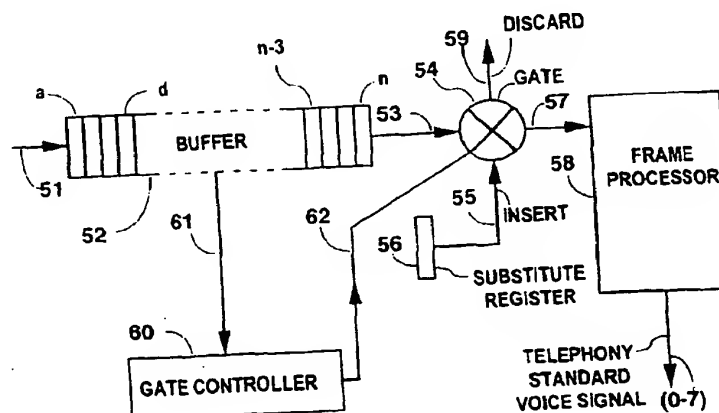 59
DISCARD
n-3
54
GATE
a
d
n
53
57
BUFFER
51
52
61
62
55
INSERT
56
SUBSTITUTE
REGISTER
58
FRAME
PROCESSOR
60
GATE CONTROLLER
TELEPHONY
STANDARD
VOICE SIGNAL (0-7)